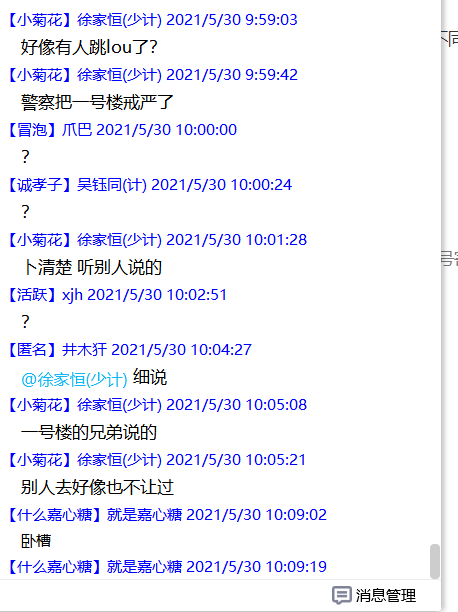 【小菊花】徐家恒(少计) 2021/5/30 9:59:03
好像有人跳lou了?
【小菊花】徐家恒(少计) 2021/5/30 9:59:42
警察把一号楼戒严了
【冒泡】爪巴 2021/5/30 10:00:00
?
【诚孝子】吴钰同(计) 2021/5/30 10:00:24
?
【小菊花】徐家恒(少计) 2021/5/30 10:01:28
卜清楚 听别人说的
【活跃】xjh 2021/5/30 10:02:51
?
【匿名】井木犴 2021/5/30 10:04:27
@徐家恒(少计) 细说
【小菊花】徐家恒(少计) 2021/5/30 10:05:08
一号楼的兄弟说的
【小菊花】徐家恒(少计) 2021/5/30 10:05:21
别人去好像也不让过
【什么嘉心糖】就是嘉心糖 2021/5/30 10:09:02
卧槽
【什么嘉心糖】就是嘉心糖 2021/5/30 10:09:19
消息管理